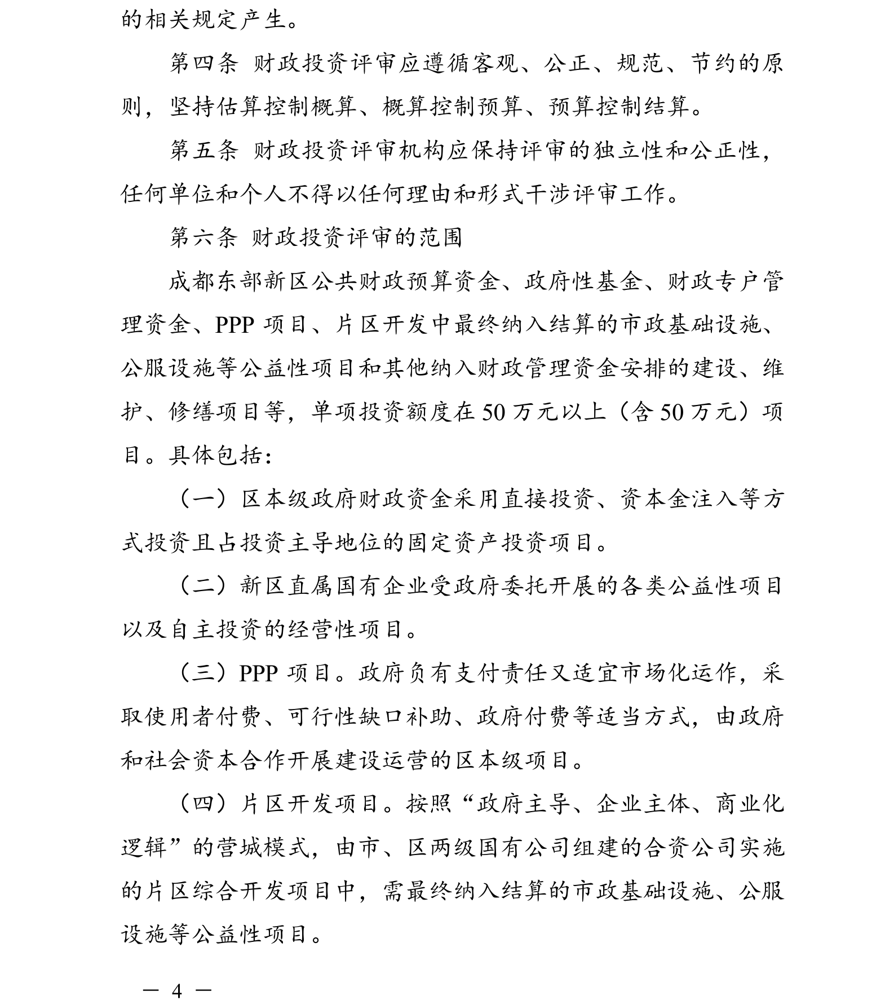 的相关规定产生。
第四条 财政投资评审应遵循客观、公正、规范、节约的原
则，坚持估算控制概算、概算控制预算、预算控制结算。
第五条 财政投资评审机构应保持评审的独立性和公正性，
任何单位和个人不得以任何理由和形式干涉评审工作。
第六条 财政投资评审的范围
成都东部新区公共财政预算资金、政府性基金、财政专户管
理资金、PPP 项目、片区开发中最终纳入结算的市政基础设施、
公服设施等公益性项目和其他纳入财政管理资金安排的建设、维
护、修缮项目等，单项投资额度在 50 万元以上（含 50 万元）项
目。具体包括：
（一）区本级政府财政资金采用直接投资、资本金注入等方
式投资且占投资主导地位的固定资产投资项目。
（二）新区直属国有企业受政府委托开展的各类公益性项目
以及自主投资的经营性项目。
（三）PPP 项目。政府负有支付责任又适宜市场化运作，采
取使用者付费、可行性缺口补助、政府付费等适当方式，由政府
和社会资本合作开展建设运营的区本级项目。
（四）片区开发项目。按照“政府主导、企业主体、商业化
逻辑”的营城模式，由市、区两级国有公司组建的合资公司实施
的片区综合开发项目中，需最终纳入结算的市政基础设施、公服
设施等公益性项目。
－ 4 －